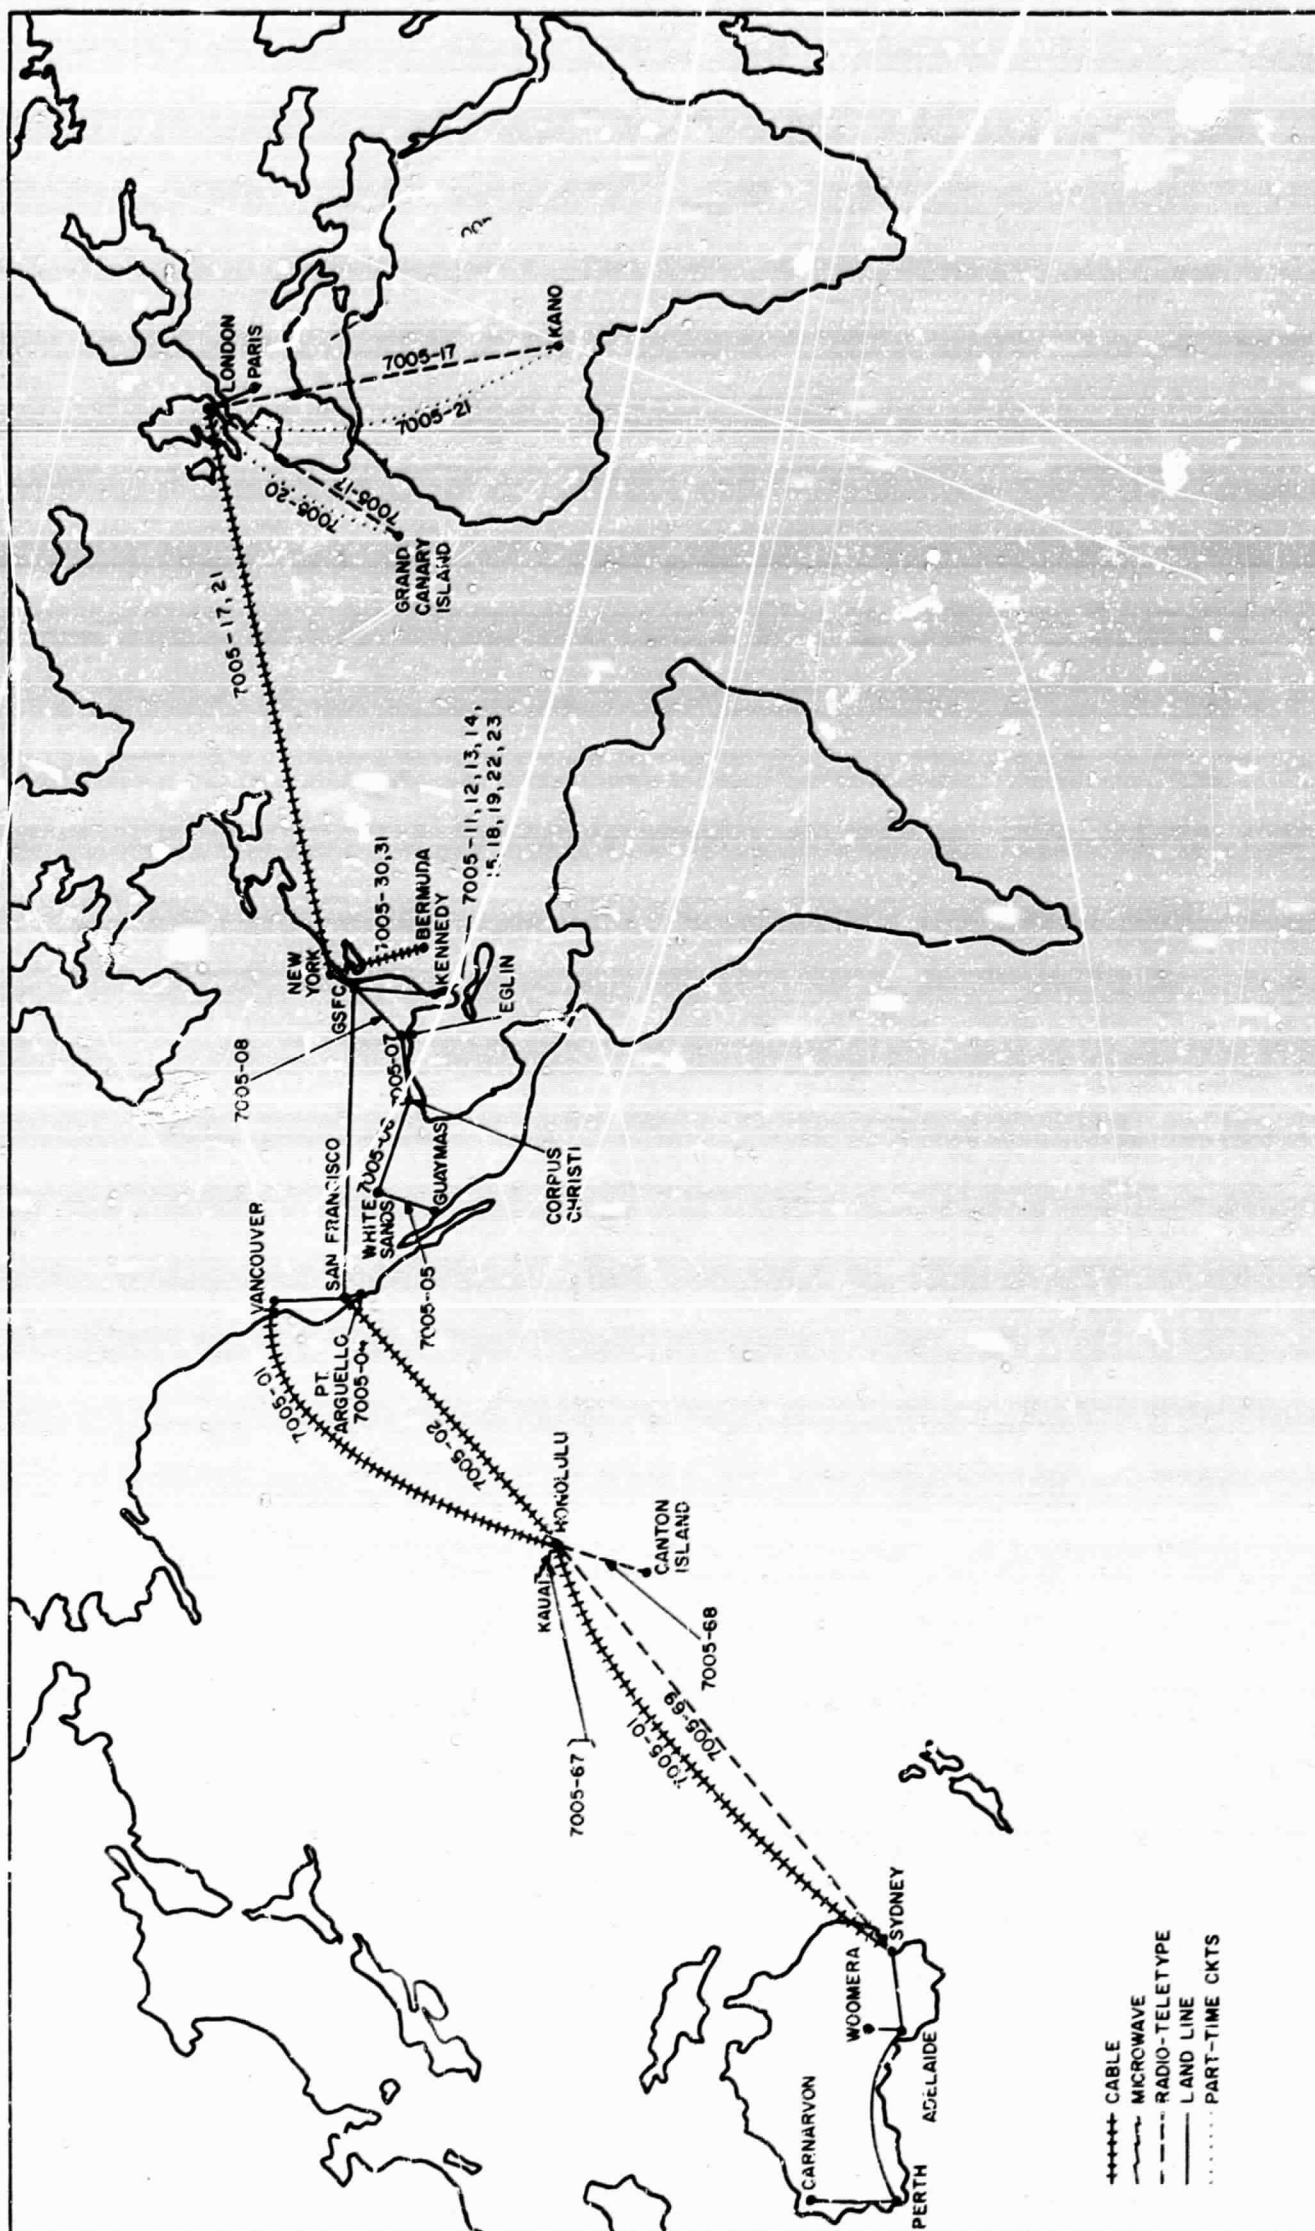 LONDON
PARIS
7005-17
KANO
7005-21
7005-17
7005-20
GRAND
CANARY
ISLAND
7005-17, 21
NEW
YORK
GSFC
7005-30,31
BERMUDA
KENNEDY
7005-11, 12, 13, 14,
15, 18, 19, 22, 23
EGLIN
7005-08
7005-07
7005-06
CORPUS
CHRISTI
GUAYMAS
WHITE
SANDS
7005-05
SAN FRANCISCO
VANCOUVER
PT.
ARGUELLO
7005-04
7005-01
7005-02
HONOLULU
KAUAI
CANTON
ISLAND
7005-68
7005-67
7005-01
7005-69
SYDNEY
WOOMERA
ADELAIDE
CARNARVON
PERTH
CABLE
MICROWAVE
RADIO-TELETYPE
LAND LINE
PART-TIME CKTS